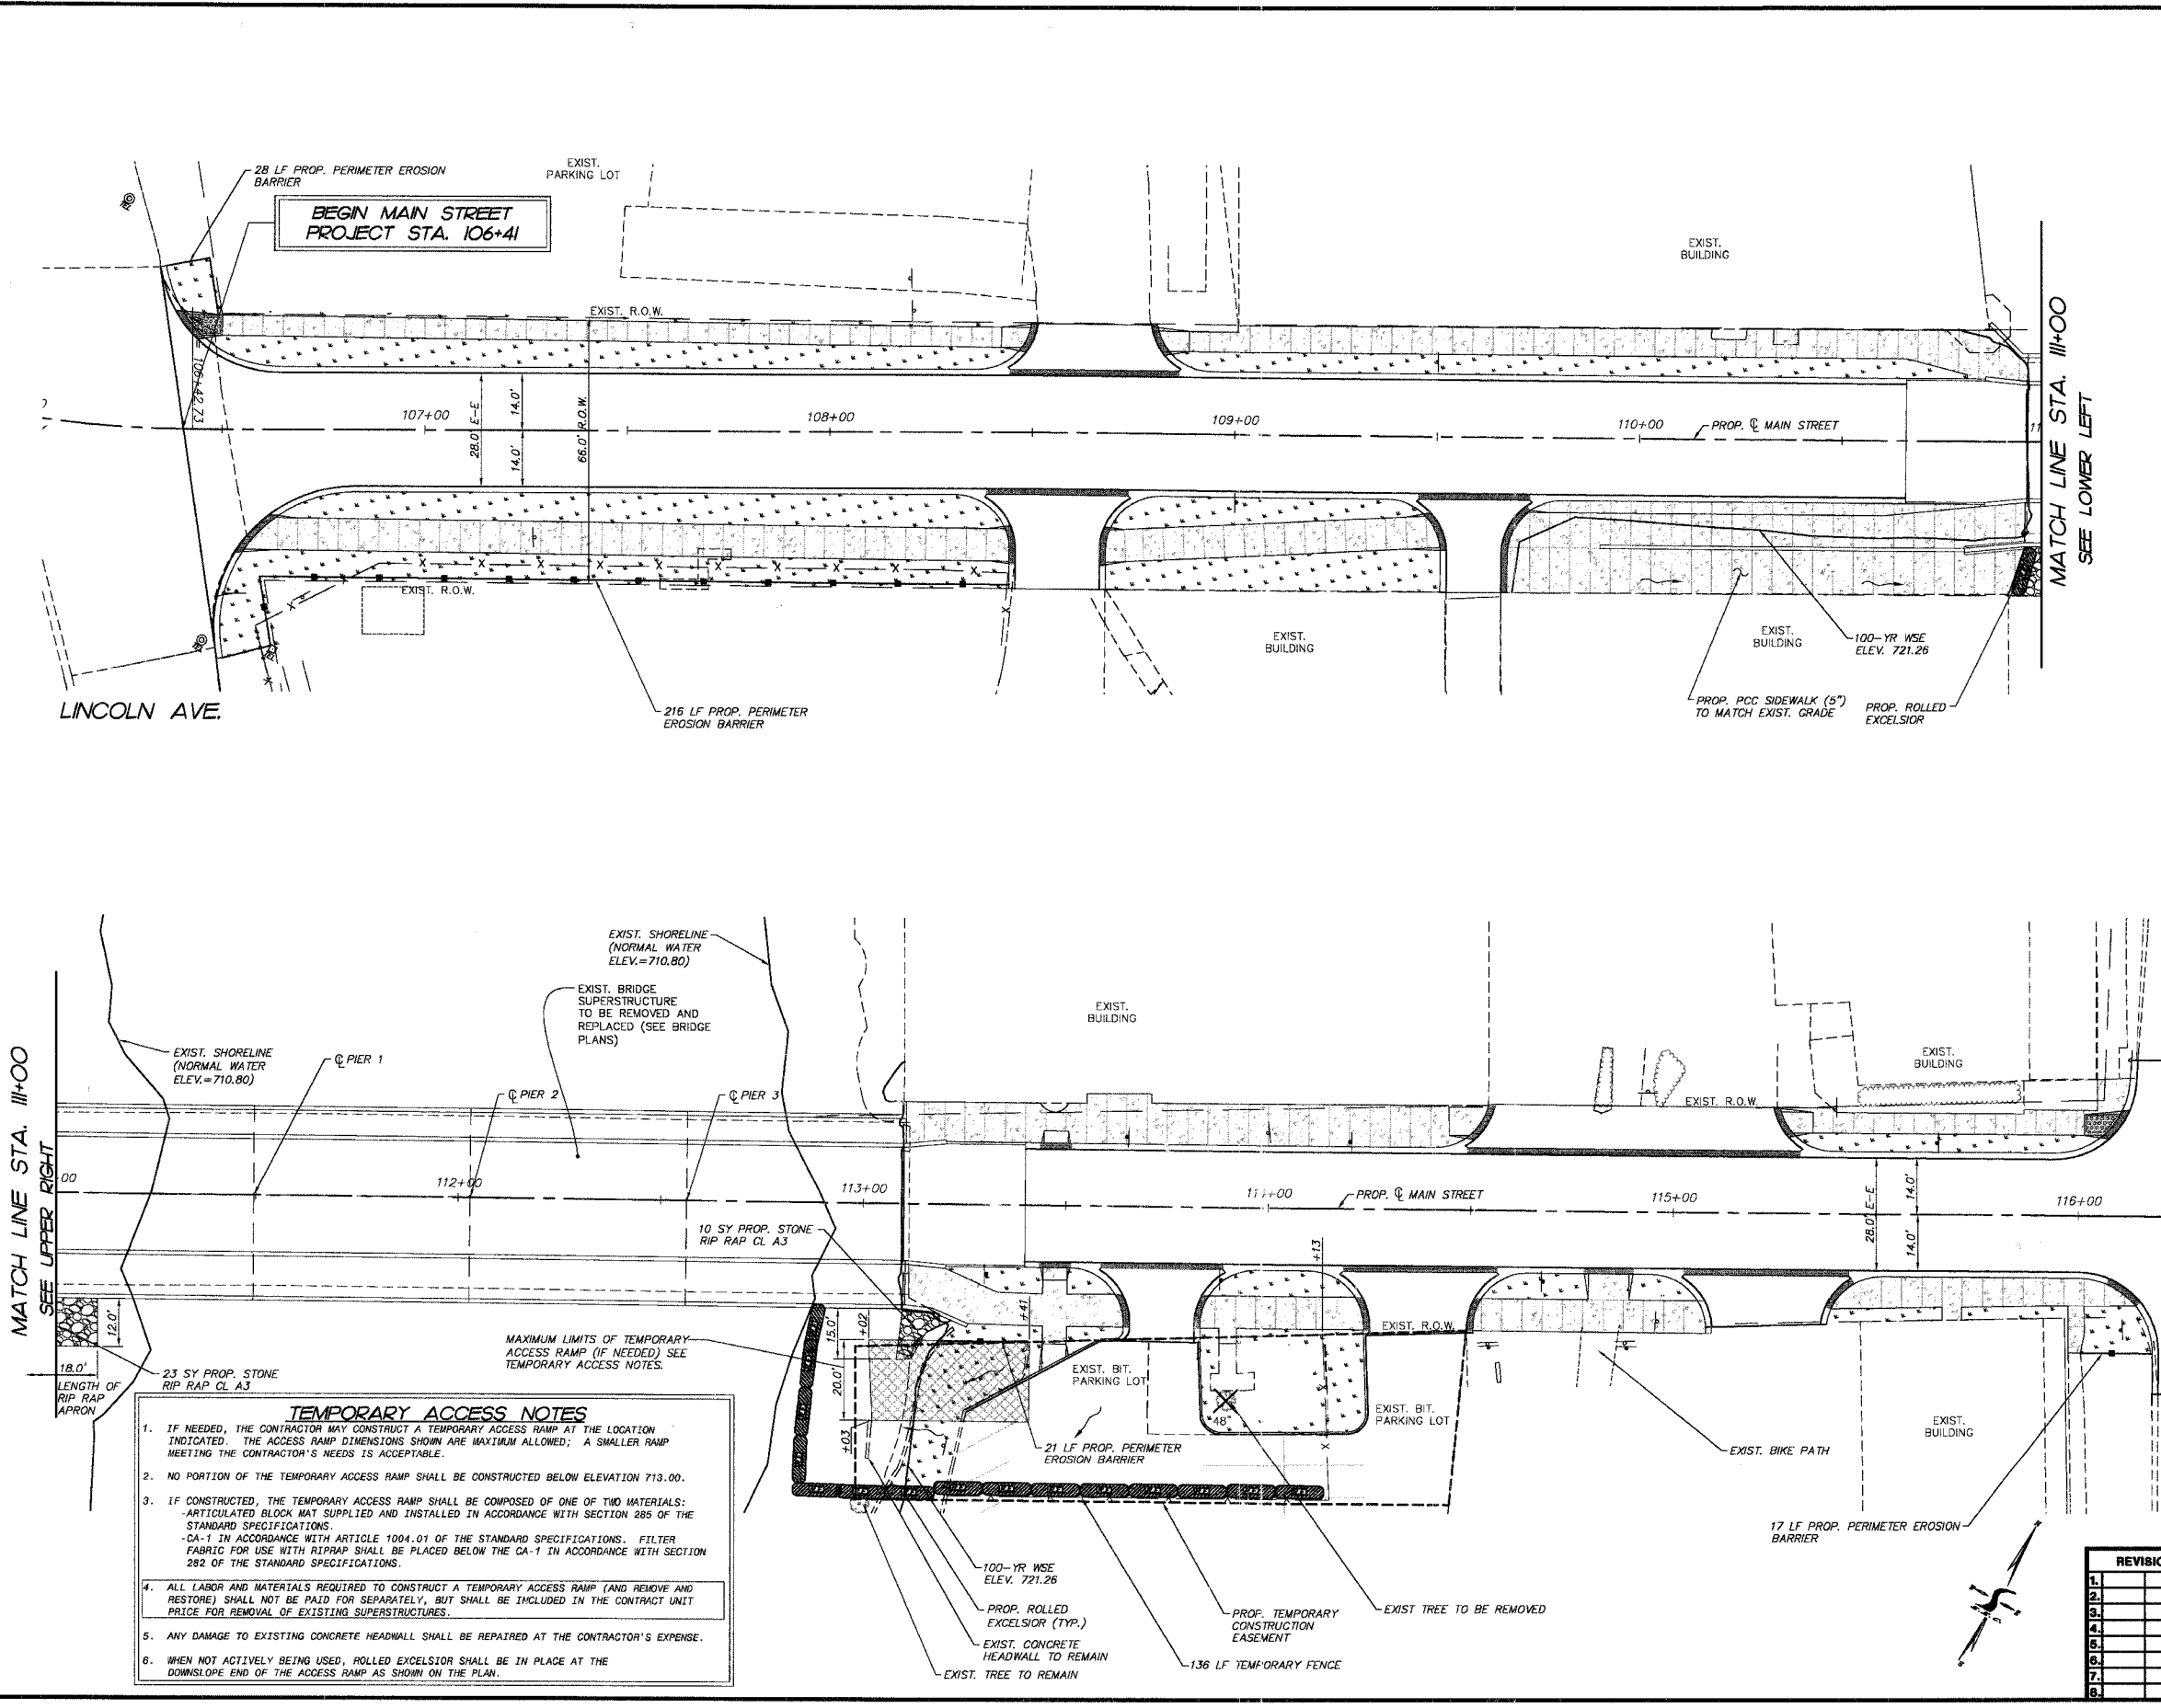 28 LF PROP. PERIMETER EROSION
BARRIER
EXIST.
PARKING LOT
BEGIN MAIN STREET
PROJECT STA. 106+41
EXIST.
BUILDING
EXIST. R.O.W.
106+42.73
107+00
28.0' E-E
14.0'
14.0'
66.0' R.O.W.
108+00
109+00
110+00
PROP. ℄ MAIN STREET
11
MATCH LINE STA. 111+00
SEE LOWER LEFT
EXIST. R.O.W.
EXIST.
BUILDING
EXIST.
BUILDING
100-YR WSE
ELEV. 721.26
LINCOLN AVE.
216 LF PROP. PERIMETER
EROSION BARRIER
PROP. PCC SIDEWALK (5")
TO MATCH EXIST. GRADE
PROP. ROLLED
EXCELSIOR
EXIST. SHORELINE
(NORMAL WATER
ELEV.=710.80)
EXIST. BRIDGE
SUPERSTRUCTURE
TO BE REMOVED AND
REPLACED (SEE BRIDGE
PLANS)
EXIST.
BUILDING
EXIST. SHORELINE
(NORMAL WATER
ELEV.=710.80)
℄ PIER 1
℄ PIER 2
℄ PIER 3
EXIST.
BUILDING
EXIST. R.O.W.
MATCH LINE STA. 111+00
SEE UPPER RIGHT
00
112+00
113+00
PROP. ℄ MAIN STREET
115+00
28.0' E-E
14.0'
14.0'
116+00
10 SY PROP. STONE
RIP RAP CL A3
+13
12.0'
15.0'
+02
+41
EXIST. R.O.W.
MAXIMUM LIMITS OF TEMPORARY
ACCESS RAMP (IF NEEDED) SEE
TEMPORARY ACCESS NOTES.
20.0'
+03
EXIST. BIT.
PARKING LOT
18.0'
LENGTH OF
RIP RAP
APRON
23 SY PROP. STONE
RIP RAP CL A3
48"
EXIST. BIT.
PARKING LOT
21 LF PROP. PERIMETER
EROSION BARRIER
EXIST. BIKE PATH
EXIST.
BUILDING
TEMPORARY ACCESS NOTES
1. IF NEEDED, THE CONTRACTOR MAY CONSTRUCT A TEMPORARY ACCESS RAMP AT THE LOCATION
INDICATED. THE ACCESS RAMP DIMENSIONS SHOWN ARE MAXIMUM ALLOWED; A SMALLER RAMP
MEETING THE CONTRACTOR'S NEEDS IS ACCEPTABLE.
2. NO PORTION OF THE TEMPORARY ACCESS RAMP SHALL BE CONSTRUCTED BELOW ELEVATION 713.00.
3. IF CONSTRUCTED, THE TEMPORARY ACCESS RAMP SHALL BE COMPOSED OF ONE OF TWO MATERIALS:
-ARTICULATED BLOCK MAT SUPPLIED AND INSTALLED IN ACCORDANCE WITH SECTION 285 OF THE
STANDARD SPECIFICATIONS.
-CA-1 IN ACCORDANCE WITH ARTICLE 1004.01 OF THE STANDARD SPECIFICATIONS. FILTER
FABRIC FOR USE WITH RIPRAP SHALL BE PLACED BELOW THE CA-1 IN ACCORDANCE WITH SECTION
282 OF THE STANDARD SPECIFICATIONS.
4. ALL LABOR AND MATERIALS REQUIRED TO CONSTRUCT A TEMPORARY ACCESS RAMP (AND REMOVE AND
RESTORE) SHALL NOT BE PAID FOR SEPARATELY, BUT SHALL BE INCLUDED IN THE CONTRACT UNIT
PRICE FOR REMOVAL OF EXISTING SUPERSTRUCTURES.
5. ANY DAMAGE TO EXISTING CONCRETE HEADWALL SHALL BE REPAIRED AT THE CONTRACTOR'S EXPENSE.
6. WHEN NOT ACTIVELY BEING USED, ROLLED EXCELSIOR SHALL BE IN PLACE AT THE
DOWNSLOPE END OF THE ACCESS RAMP AS SHOWN ON THE PLAN.
100-YR WSE
ELEV. 721.26
PROP. ROLLED
EXCELSIOR (TYP.)
EXIST. CONCRETE
HEADWALL TO REMAIN
EXIST. TREE TO REMAIN
136 LF TEMPORARY FENCE
PROP. TEMPORARY
CONSTRUCTION
EASEMENT
EXIST TREE TO BE REMOVED
17 LF PROP. PERIMETER EROSION
BARRIER
REVISIO
1.
2.
3.
4.
5.
6.
7.
8.